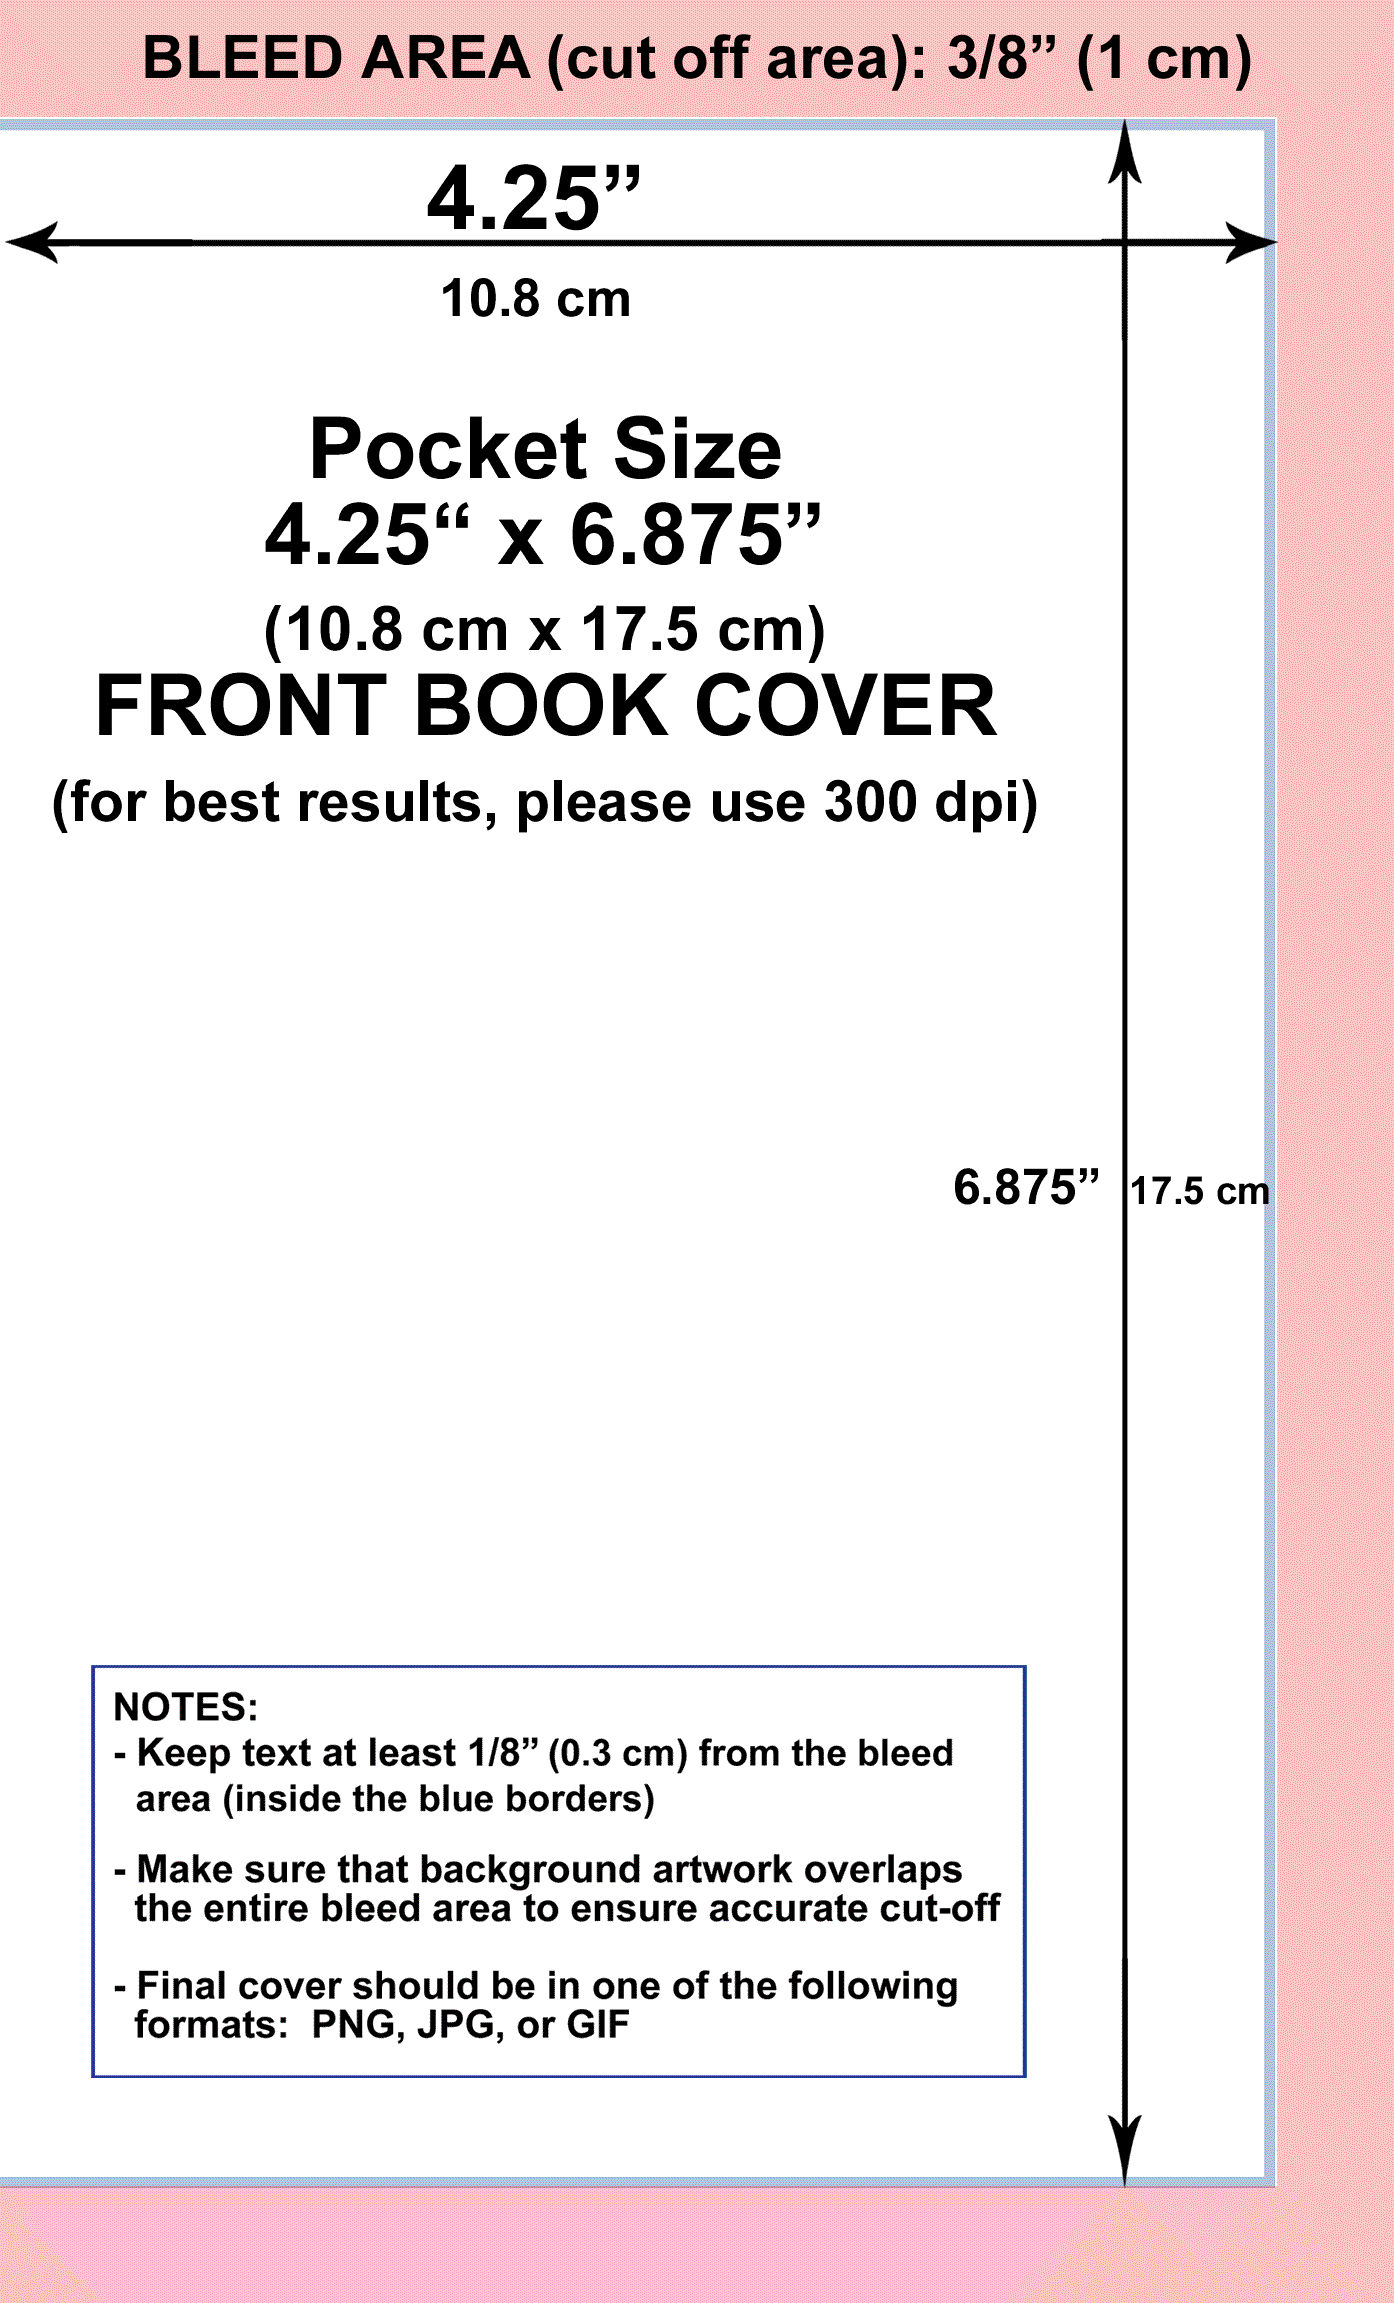 BLEED AREA (cut off area): 3/8” (1 cm)
4.25”
10.8 cm
Pocket Size
4.25“ x 6.875”
(10.8 cm x 17.5 cm)
FRONT BOOK COVER
(for best results, please use 300 dpi)
6.875” 17.5 cm
NOTES:
- Keep text at least 1/8” (0.3 cm) from the bleed
area (inside the blue borders)
- Make sure that background artwork overlaps
the entire bleed area to ensure accurate cut-off
- Final cover should be in one of the following
formats:  PNG, JPG, or GIF